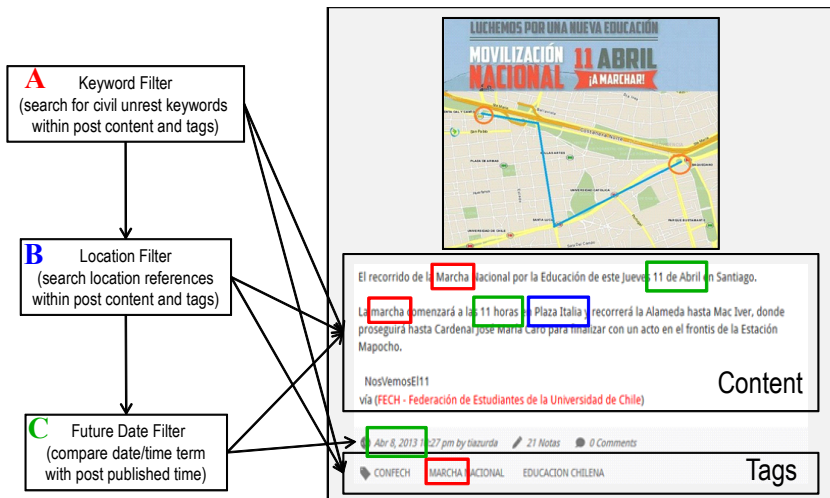 A
Keyword Filter
(search for civil unrest keywords
within post content and tags)
B
Location Filter
(search location references
within post content and tags)
C
Future Date Filter
(compare date/time term
with post published time)
LUCHEMOS POR UNA NUEVA EDUCACIÓN
MOVILIZACIÓN
NACIONAL
11 ABRIL
¡A MARCHAR!
El recorrido de la Marcha Nacional por la Educación de este Jueves 11 de Abril en Santiago.
La marcha comenzará a las 11 horas en Plaza Italia y recorrerá la Alameda hasta Mac Iver, donde
proseguirá hasta Cardenal José María Caro para finalizar con un acto en el frontis de la Estación
Mapocho.
NosVemosEl11
vía (FECH - Federación de Estudiantes de la Universidad de Chile)
Content
Abr 8, 2013 10:27 pm by tiazurda 21 Notas 0 Comments
CONFECH MARCHA NACIONAL EDUCACION CHILENA
Tags